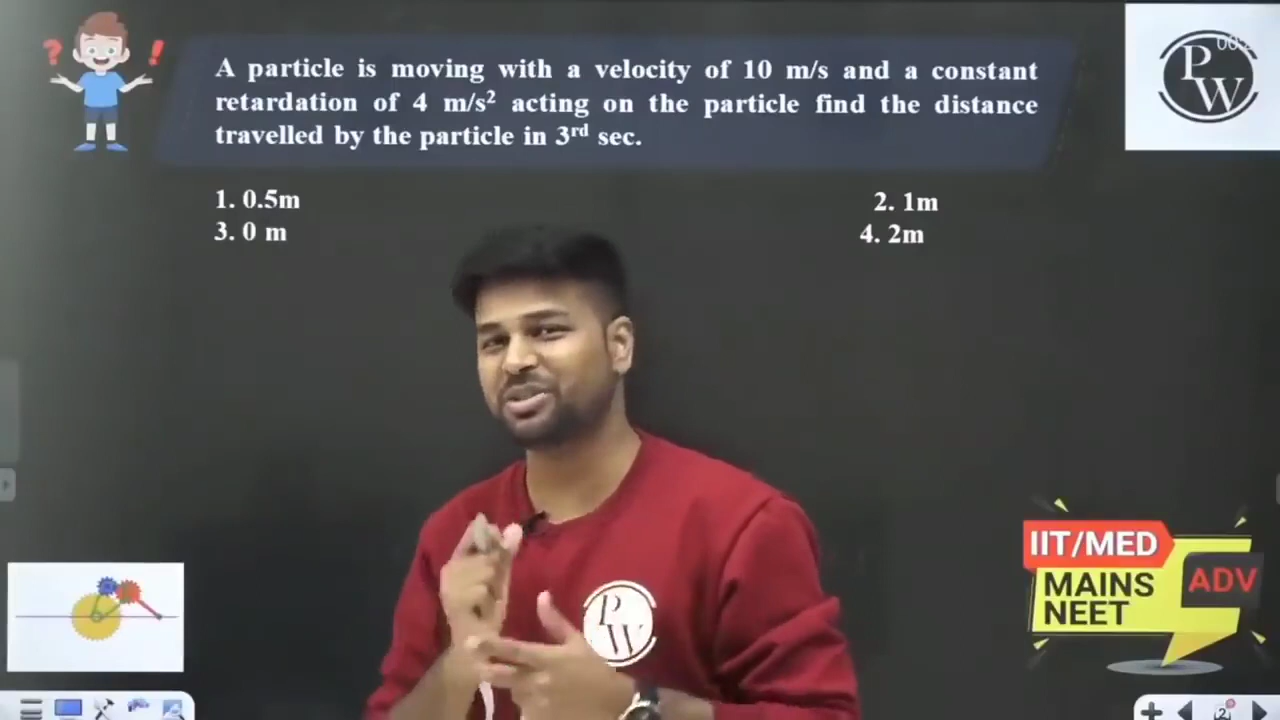 A particle is moving with a velocity of 10 m/s and a constant
retardation of 4 m/s² acting on the particle find the distance
travelled by the particle in 3ʳᵈ sec.
1. 0.5m
2. 1m
3. 0 m
4. 2m
PW
PW
IIT/MED
MAINS
NEET
ADV